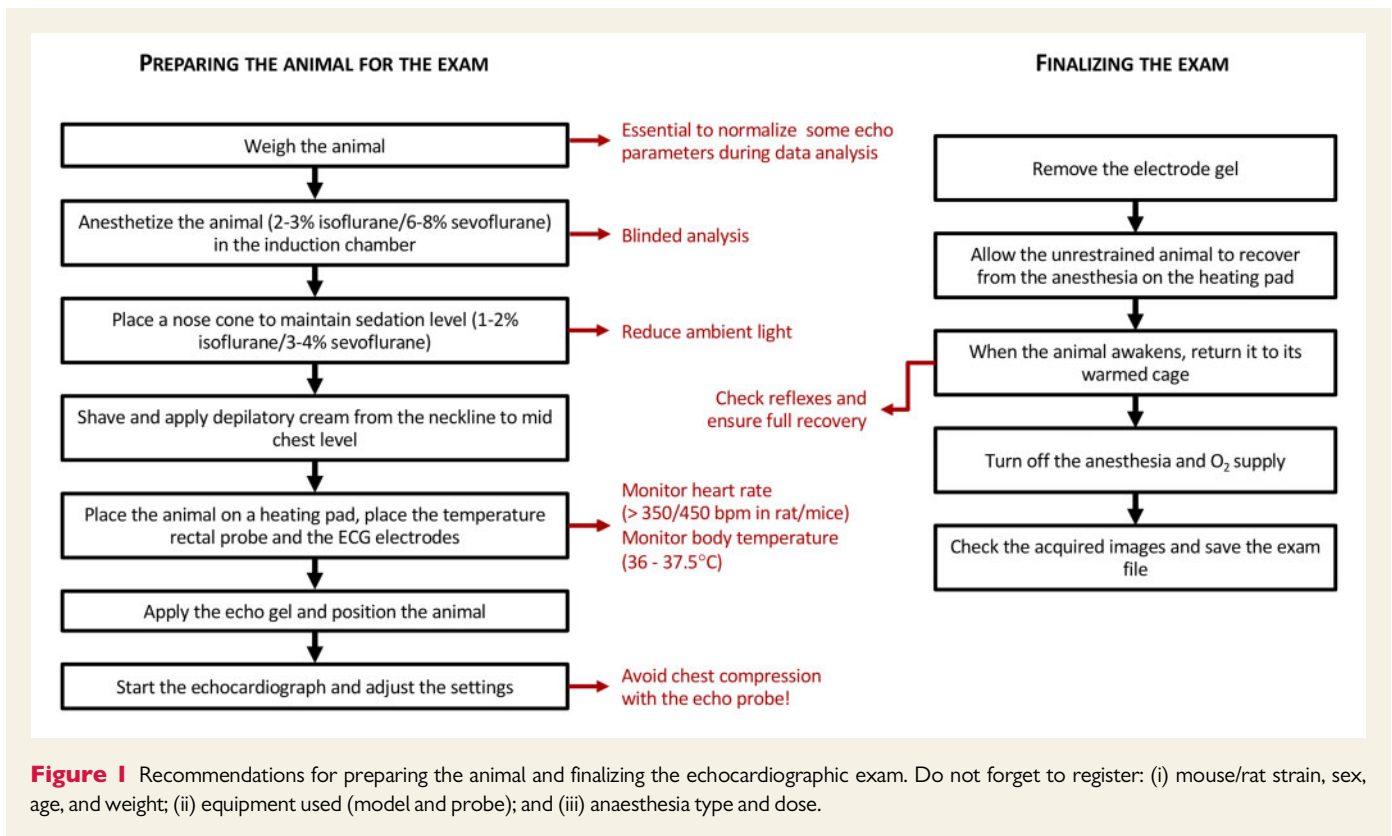 PREPARING THE ANIMAL FOR THE EXAM
Weigh the animal
Essential to normalize some echo
parameters during data analysis
Anesthetize the animal (2-3% isoflurane/6-8% sevoflurane)
in the induction chamber
Blinded analysis
Place a nose cone to maintain sedation level (1-2%
isoflurane/3-4% sevoflurane)
Reduce ambient light
Shave and apply depilatory cream from the neckline to mid
chest level
Place the animal on a heating pad, place the temperature
rectal probe and the ECG electrodes
Monitor heart rate
(> 350/450 bpm in rat/mice)
Monitor body temperature
(36 - 37.5°C)
Apply the echo gel and position the animal
Start the echocardiograph and adjust the settings
Avoid chest compression
with the echo probe!
FINALIZING THE EXAM
Remove the electrode gel
Allow the unrestrained animal to recover
from the anesthesia on the heating pad
When the animal awakens, return it to its
warmed cage
Check reflexes and
ensure full recovery
Turn off the anesthesia and O₂ supply
Check the acquired images and save the exam
file
Figure 1 Recommendations for preparing the animal and finalizing the echocardiographic exam. Do not forget to register: (i) mouse/rat strain, sex,
age, and weight; (ii) equipment used (model and probe); and (iii) anaesthesia type and dose.